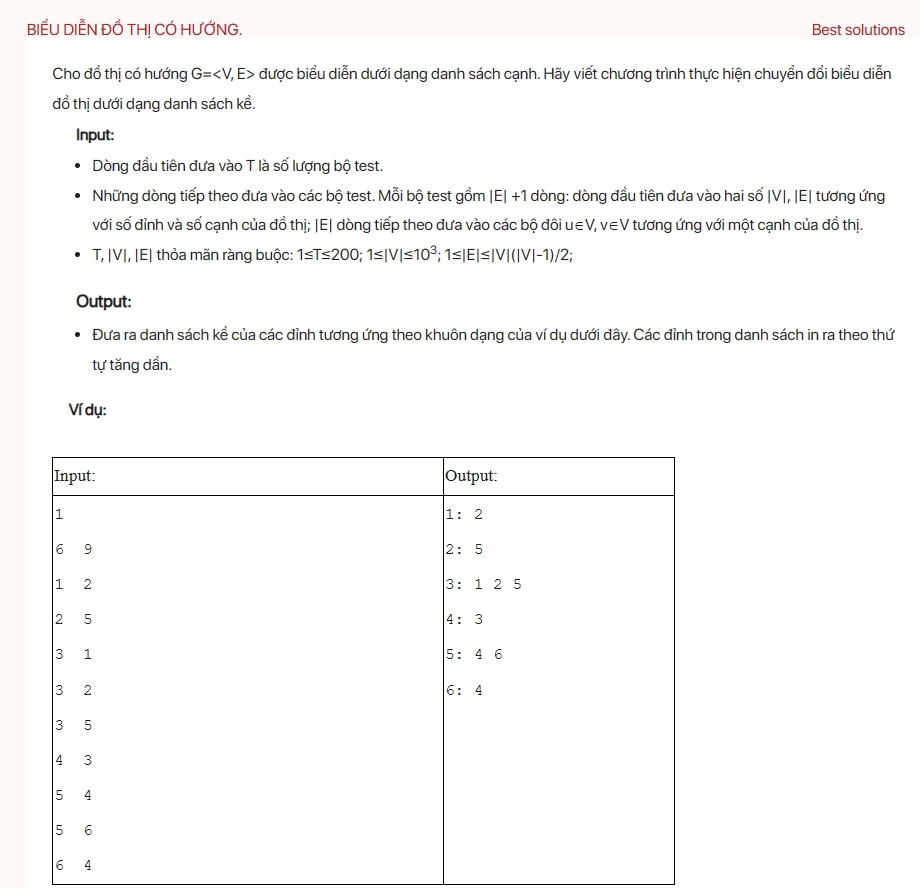 BIỂU DIỄN ĐỒ THỊ CÓ HƯỚNG.
Best solutions
Cho đồ thị có hướng G=<V, E> được biểu diễn dưới dạng danh sách cạnh. Hãy viết chương trình thực hiện chuyển đổi biểu diễn
đồ thị dưới dạng danh sách kề.
Input:
• Dòng đầu tiên đưa vào T là số lượng bộ test.
• Những dòng tiếp theo đưa vào các bộ test. Mỗi bộ test gồm |E| +1 dòng: dòng đầu tiên đưa vào hai số |V|, |E| tương ứng
với số đỉnh và số cạnh của đồ thị; |E| dòng tiếp theo đưa vào các bộ đôi u∈V, v∈V tương ứng với một cạnh của đồ thị.
• T, |V|, |E| thỏa mãn ràng buộc: 1≤T≤200; 1≤|V|≤10³; 1≤|E|≤|V|(|V|-1)/2;
Output:
• Đưa ra danh sách kề của các đỉnh tương ứng theo khuôn dạng của ví dụ dưới đây. Các đỉnh trong danh sách in ra theo thứ
tự tăng dần.
Ví dụ:
Input:
1
6 9
1 2
2 5
3 1
3 2
3 5
4 3
5 4
5 6
6 4
Output:
1: 2
2: 5
3: 1 2 5
4: 3
5: 4 6
6: 4